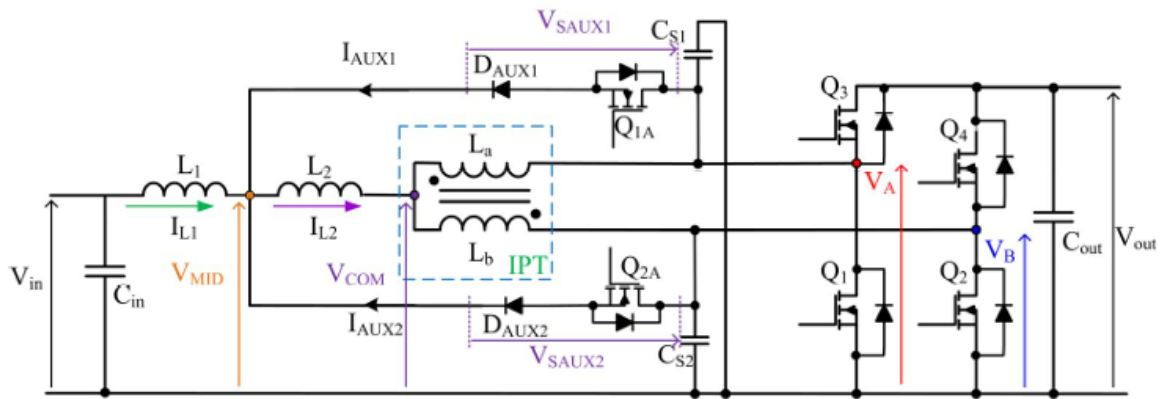 V_SAUX1
C_S1
I_AUX1
D_AUX1
Q_1A
Q_3
Q_4
L_a
L_1
L_2
V_A
I_L1
I_L2
L_b
IPT
Q_2A
V_in
C_in
V_MID
V_COM
Q_1
Q_2
V_B
C_out
V_out
I_AUX2
D_AUX2
V_SAUX2
C_S2